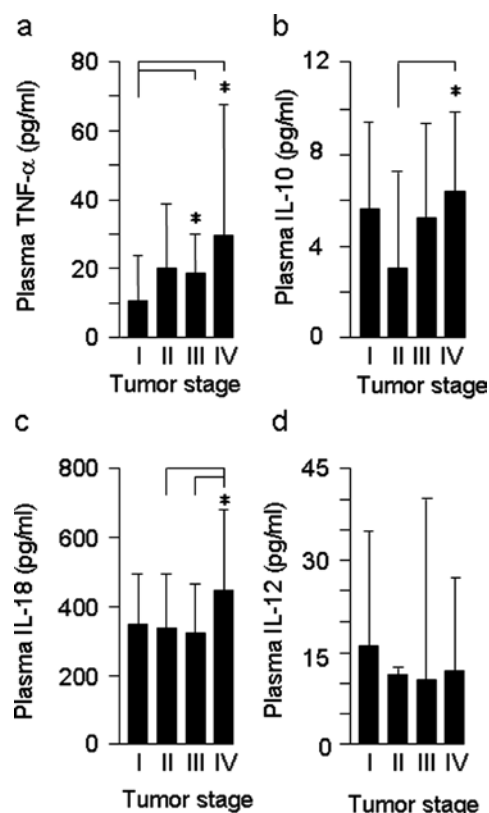 a
Plasma TNF-α (pg/ml)
80
60
40
20
0
*
*
I II III IV
Tumor stage
b
Plasma IL-10 (pg/ml)
12
8
4
0
*
I II III IV
Tumor stage
c
Plasma IL-18 (pg/ml)
800
600
400
200
0
*
I II III IV
Tumor stage
d
Plasma IL-12 (pg/ml)
45
30
15
0
I II III IV
Tumor stage